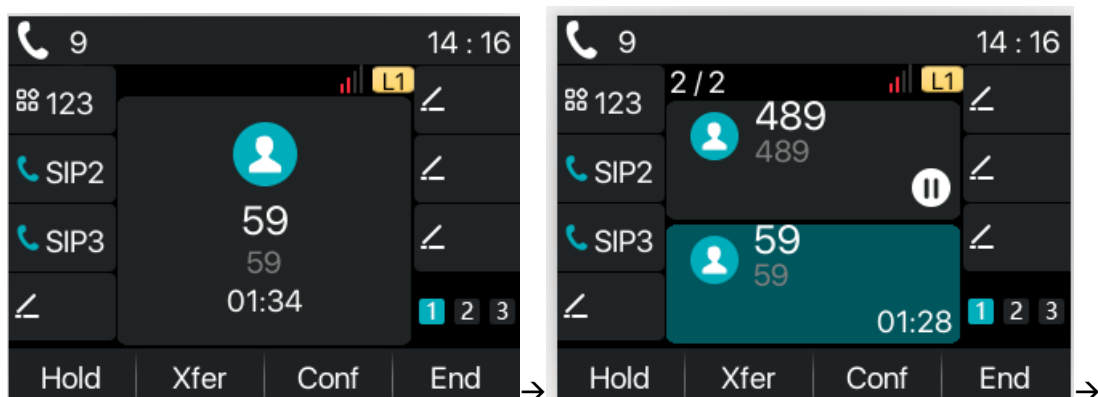 9 14 : 16
L1
123
SIP2
SIP3
59
59
01:34
1 2 3
Hold Xfer Conf End
→
9 14 : 16
2 / 2 L1
123
489
489
SIP2
SIP3
59
59
01:28
1 2 3
Hold Xfer Conf End
→